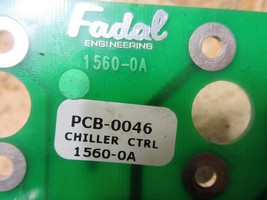 Fadal
ENGINEERING
1560-0A
PCB-0046
CHILLER CTRL
1560-0A